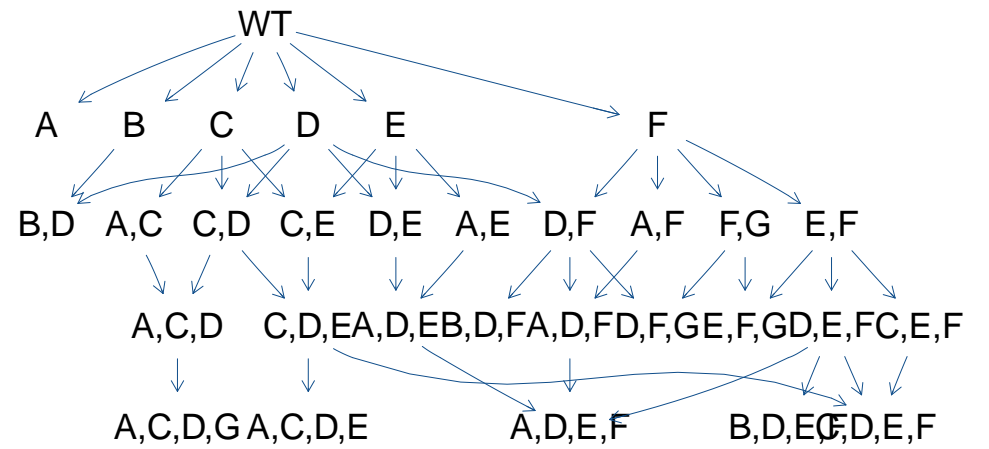 WT
A B C D E F
B,D A,C C,D C,E D,E A,E D,F A,F F,G E,F
A,C,D C,D,E A,D,E B,D,F A,D,F D,F,G E,F,G D,E,F C,E,F
A,C,D,G A,C,D,E A,D,E,F B,D,E,F C,D,E,F